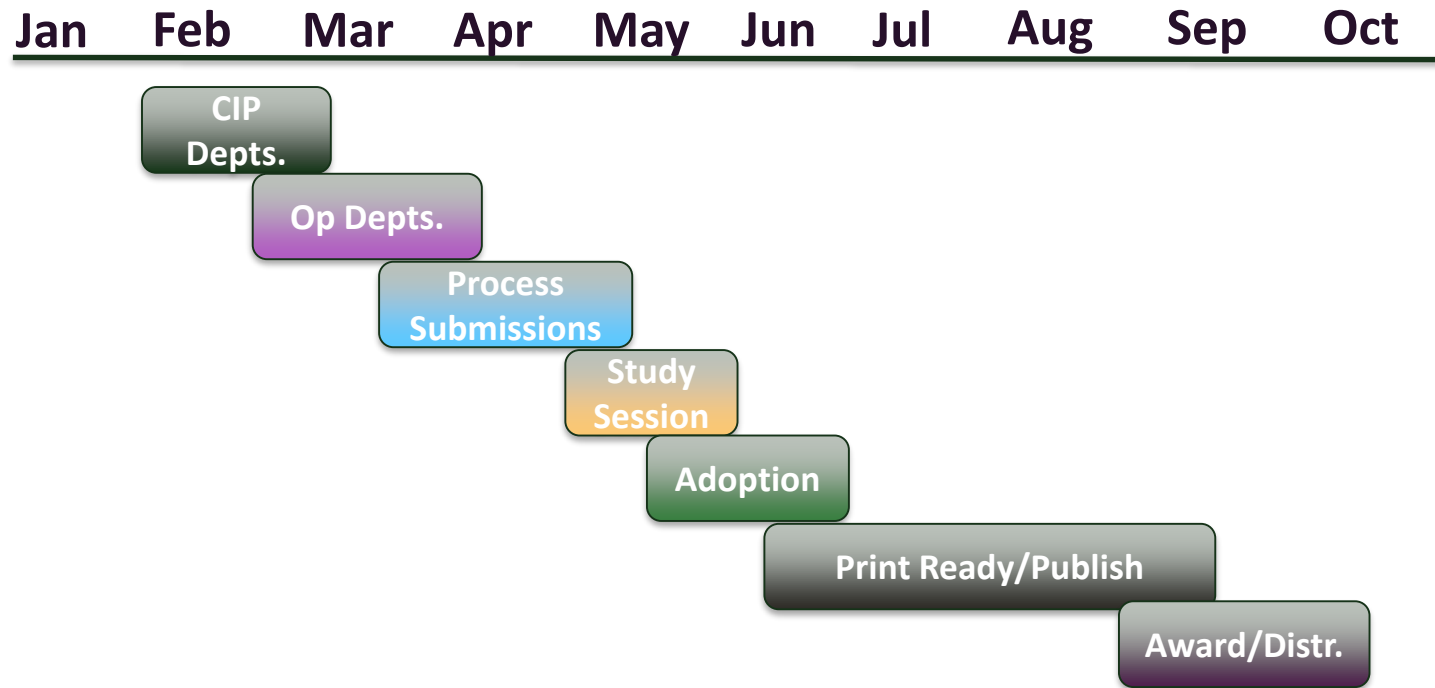 Jan Feb Mar Apr May Jun Jul Aug Sep Oct
CIP
Depts.
Op Depts.
Process
Submissions
Study
Session
Adoption
Print Ready/Publish
Award/Distr.